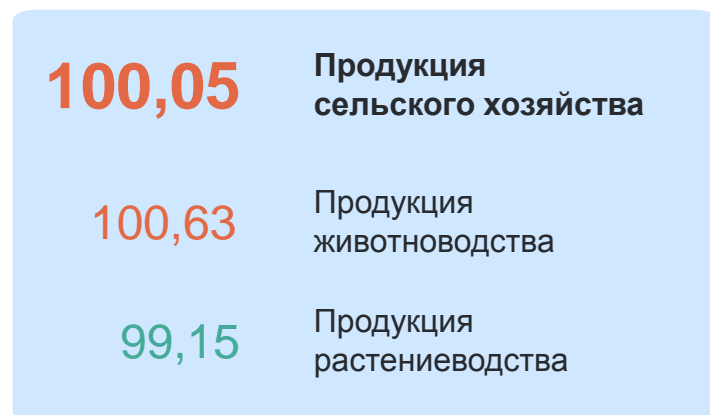 100,05
Продукция
сельского хозяйства
100,63
Продукция
животноводства
99,15
Продукция
растениеводства